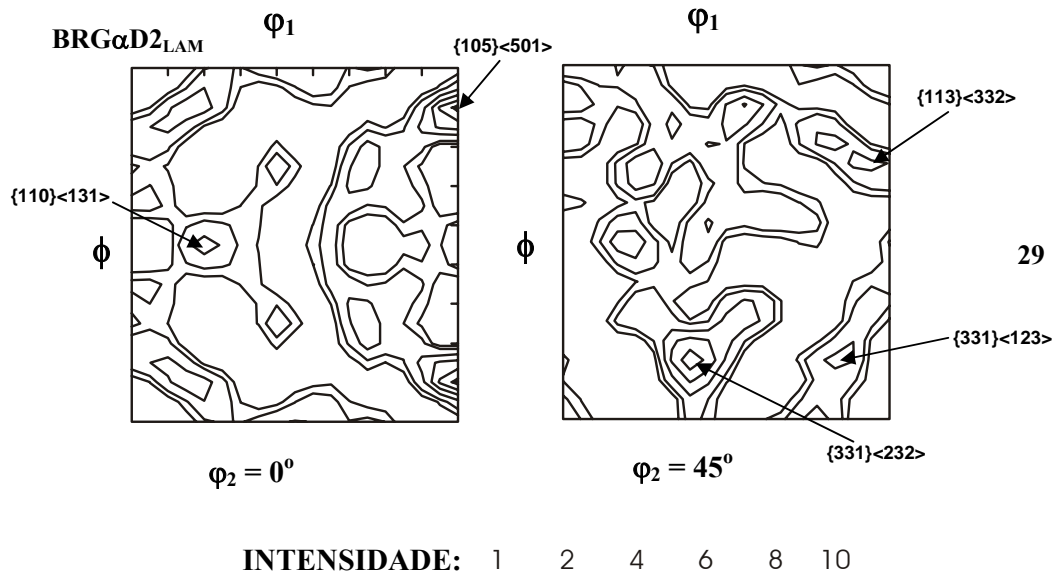 φ₁
φ₁
BRGαD2LAM
{105}<501>
{113}<332>
{110}<131>
ϕ
ϕ
29
{331}<123>
{331}<232>
φ₂ = 0º
φ₂ = 45º
INTENSIDADE: 1 2 4 6 8 10